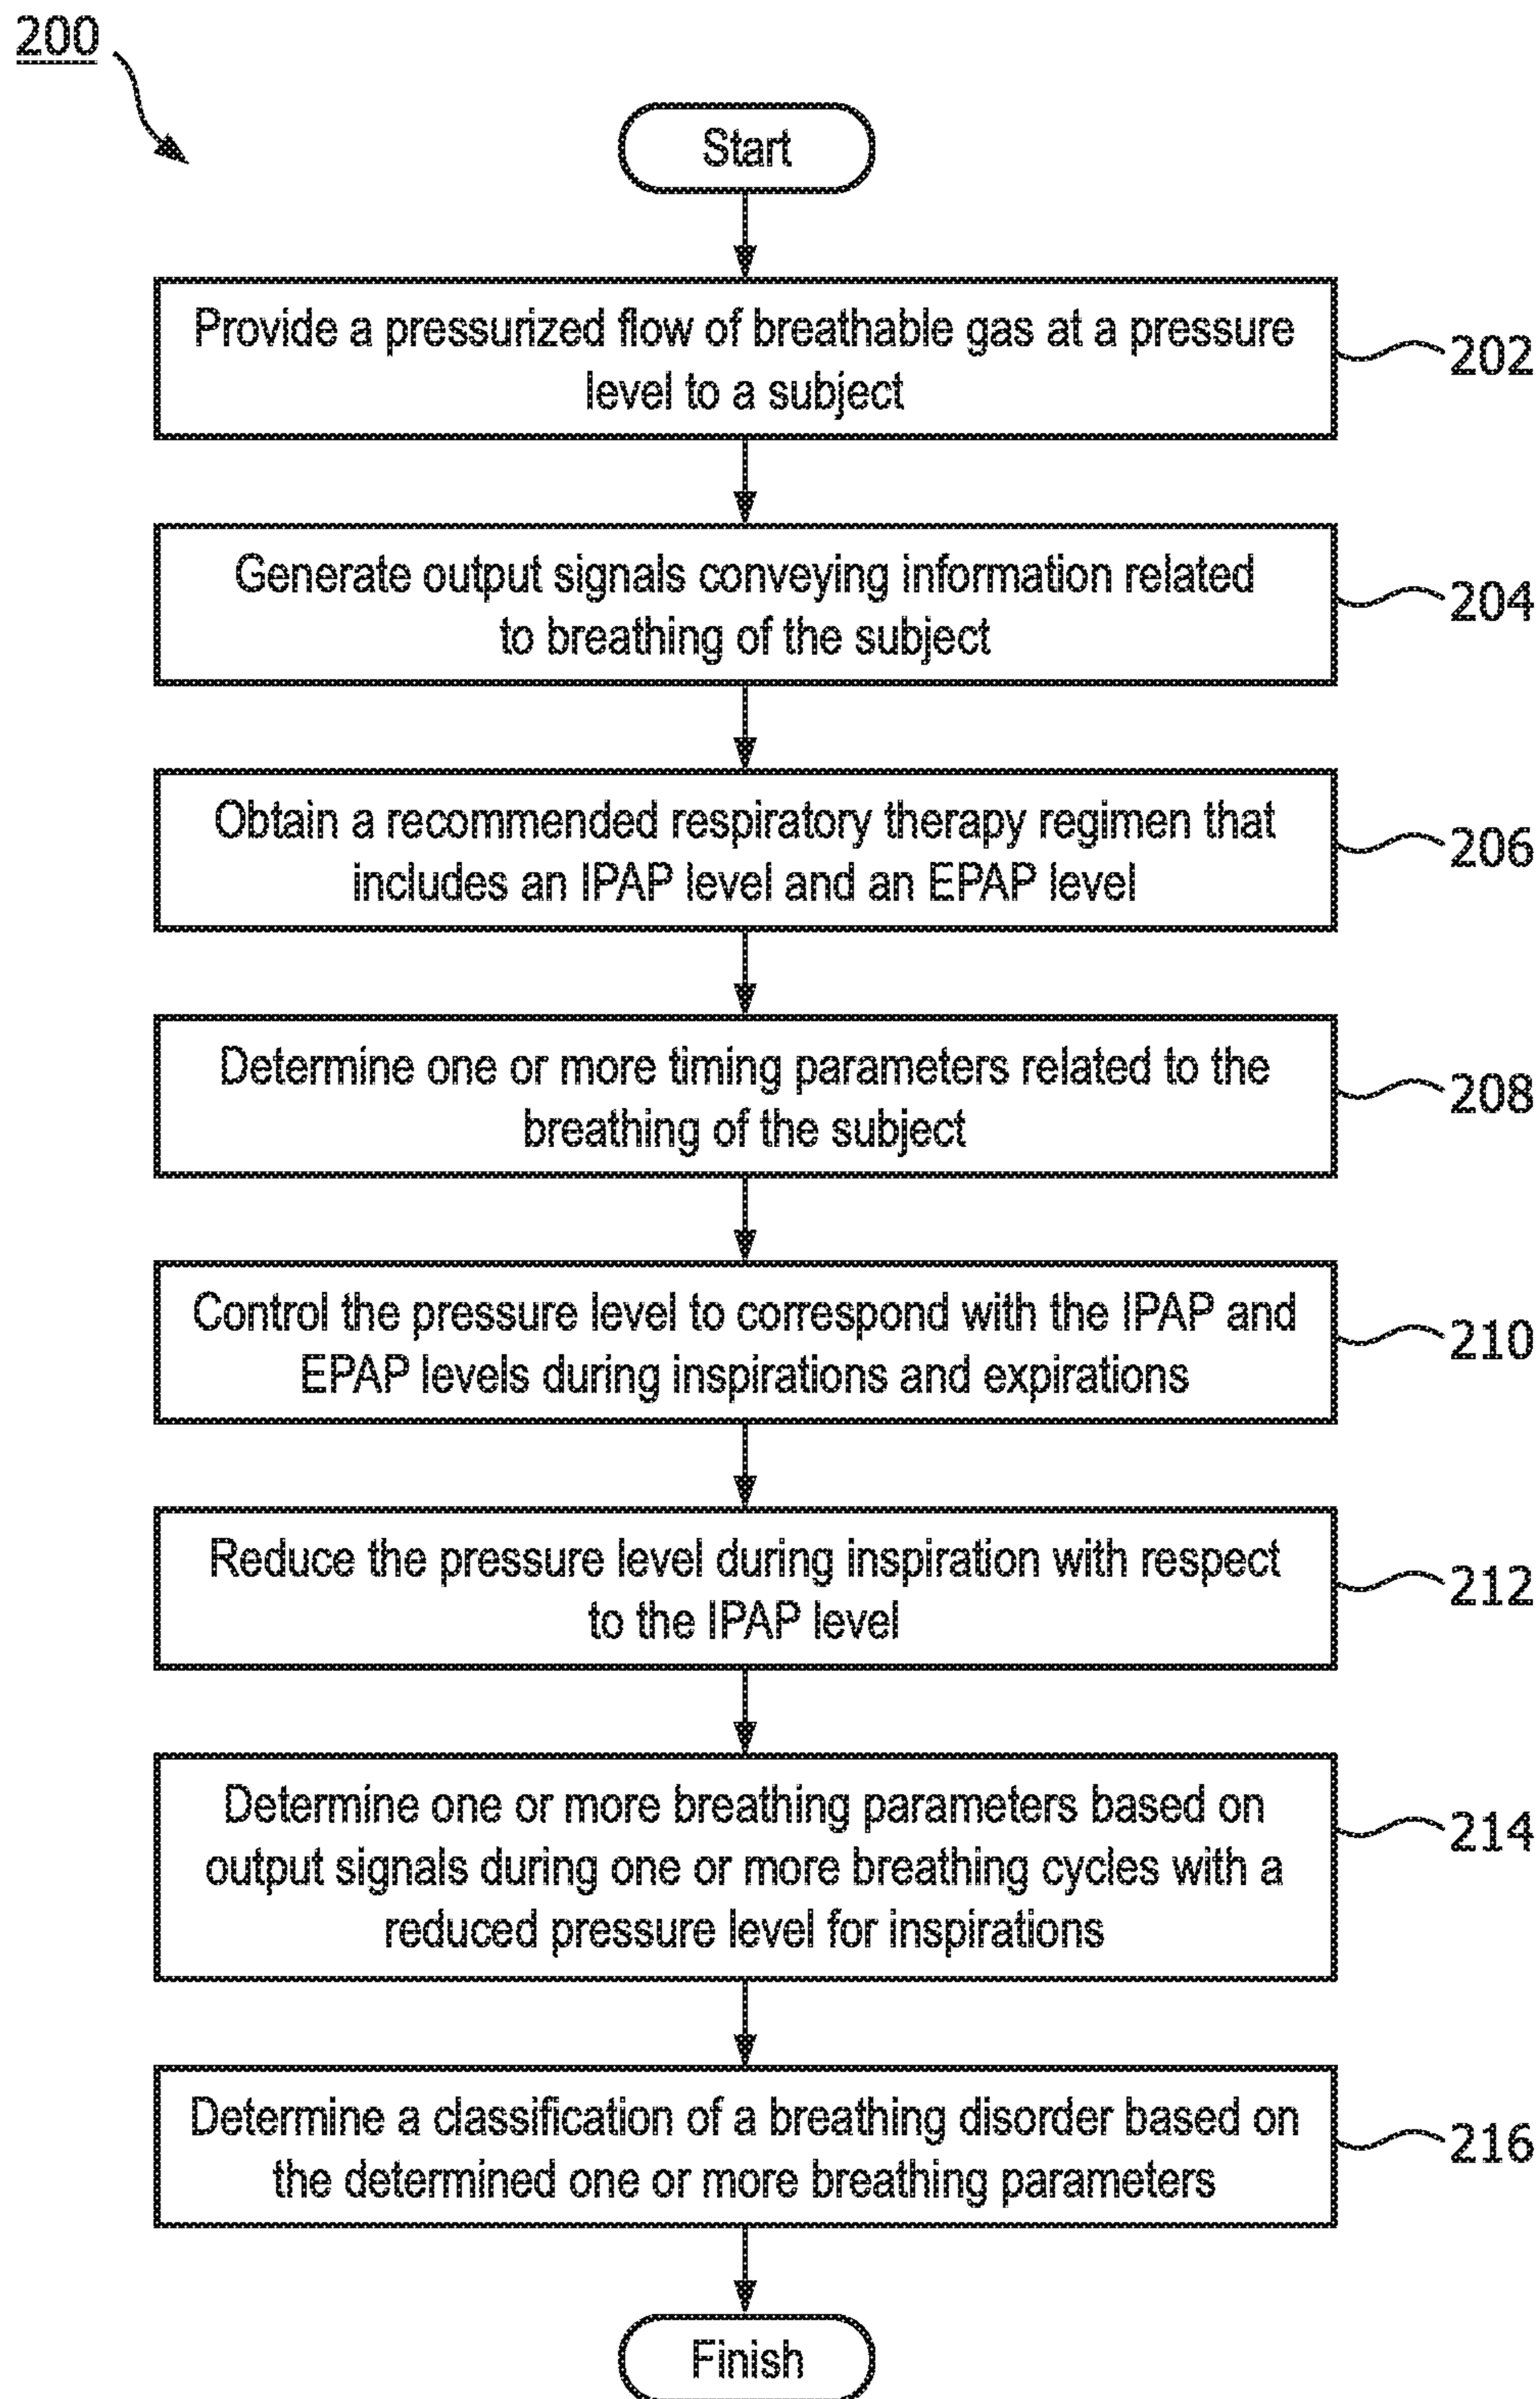 200
Start
Provide a pressurized flow of breathable gas at a pressure
level to a subject
202
Generate output signals conveying information related
to breathing of the subject
204
Obtain a recommended respiratory therapy regimen that
includes an IPAP level and an EPAP level
206
Determine one or more timing parameters related to the
breathing of the subject
208
Control the pressure level to correspond with the IPAP and
EPAP levels during inspirations and expirations
210
Reduce the pressure level during inspiration with respect
to the IPAP level
212
Determine one or more breathing parameters based on
output signals during one or more breathing cycles with a
reduced pressure level for inspirations
214
Determine a classification of a breathing disorder based on
the determined one or more breathing parameters
216
Finish